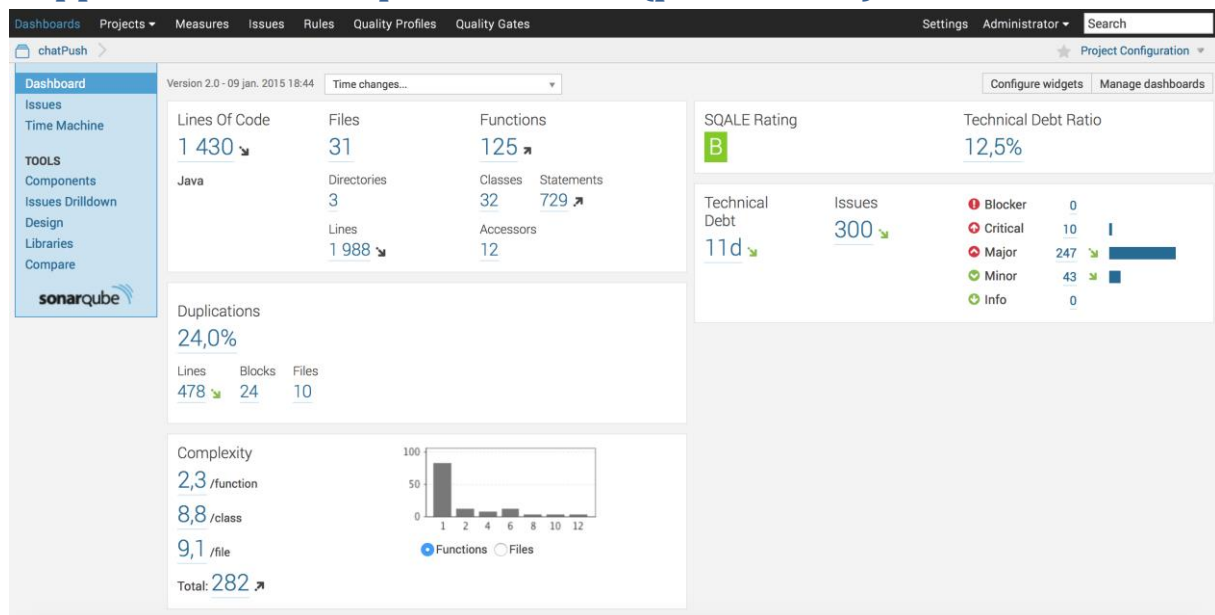 Dashboards Projects Measures Issues Rules Quality Profiles Quality Gates Settings Administrator Search
chatPush Project Configuration
Dashboard
Issues
Time Machine
TOOLS
Components
Issues Drilldown
Design
Libraries
Compare
sonarqube
Version 2.0 - 09 jan. 2015 18:44 Time changes... Configure widgets Manage dashboards
Lines Of Code Files Functions
1 430 31 125
Java Directories Classes Statements
3 32 729
Lines Accessors
1 988 12
Duplications
24,0%
Lines Blocks Files
478 24 10
Complexity
2,3 /function
8,8 /class
9,1 /file
Total: 282
100
50
0
1 2 4 6 8 10 12
Functions Files
SQALE Rating Technical Debt Ratio
B 12,5%
Technical Debt Issues
11d 300
Blocker 0
Critical 10
Major 247
Minor 43
Info 0